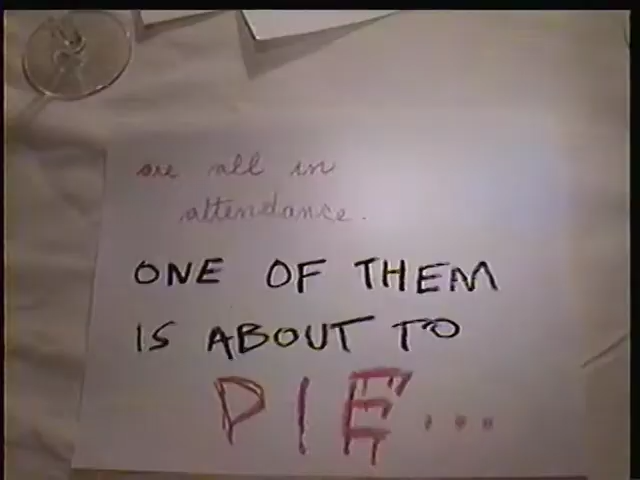 are all in
attendance.
ONE OF THEM
IS ABOUT TO
DIE...